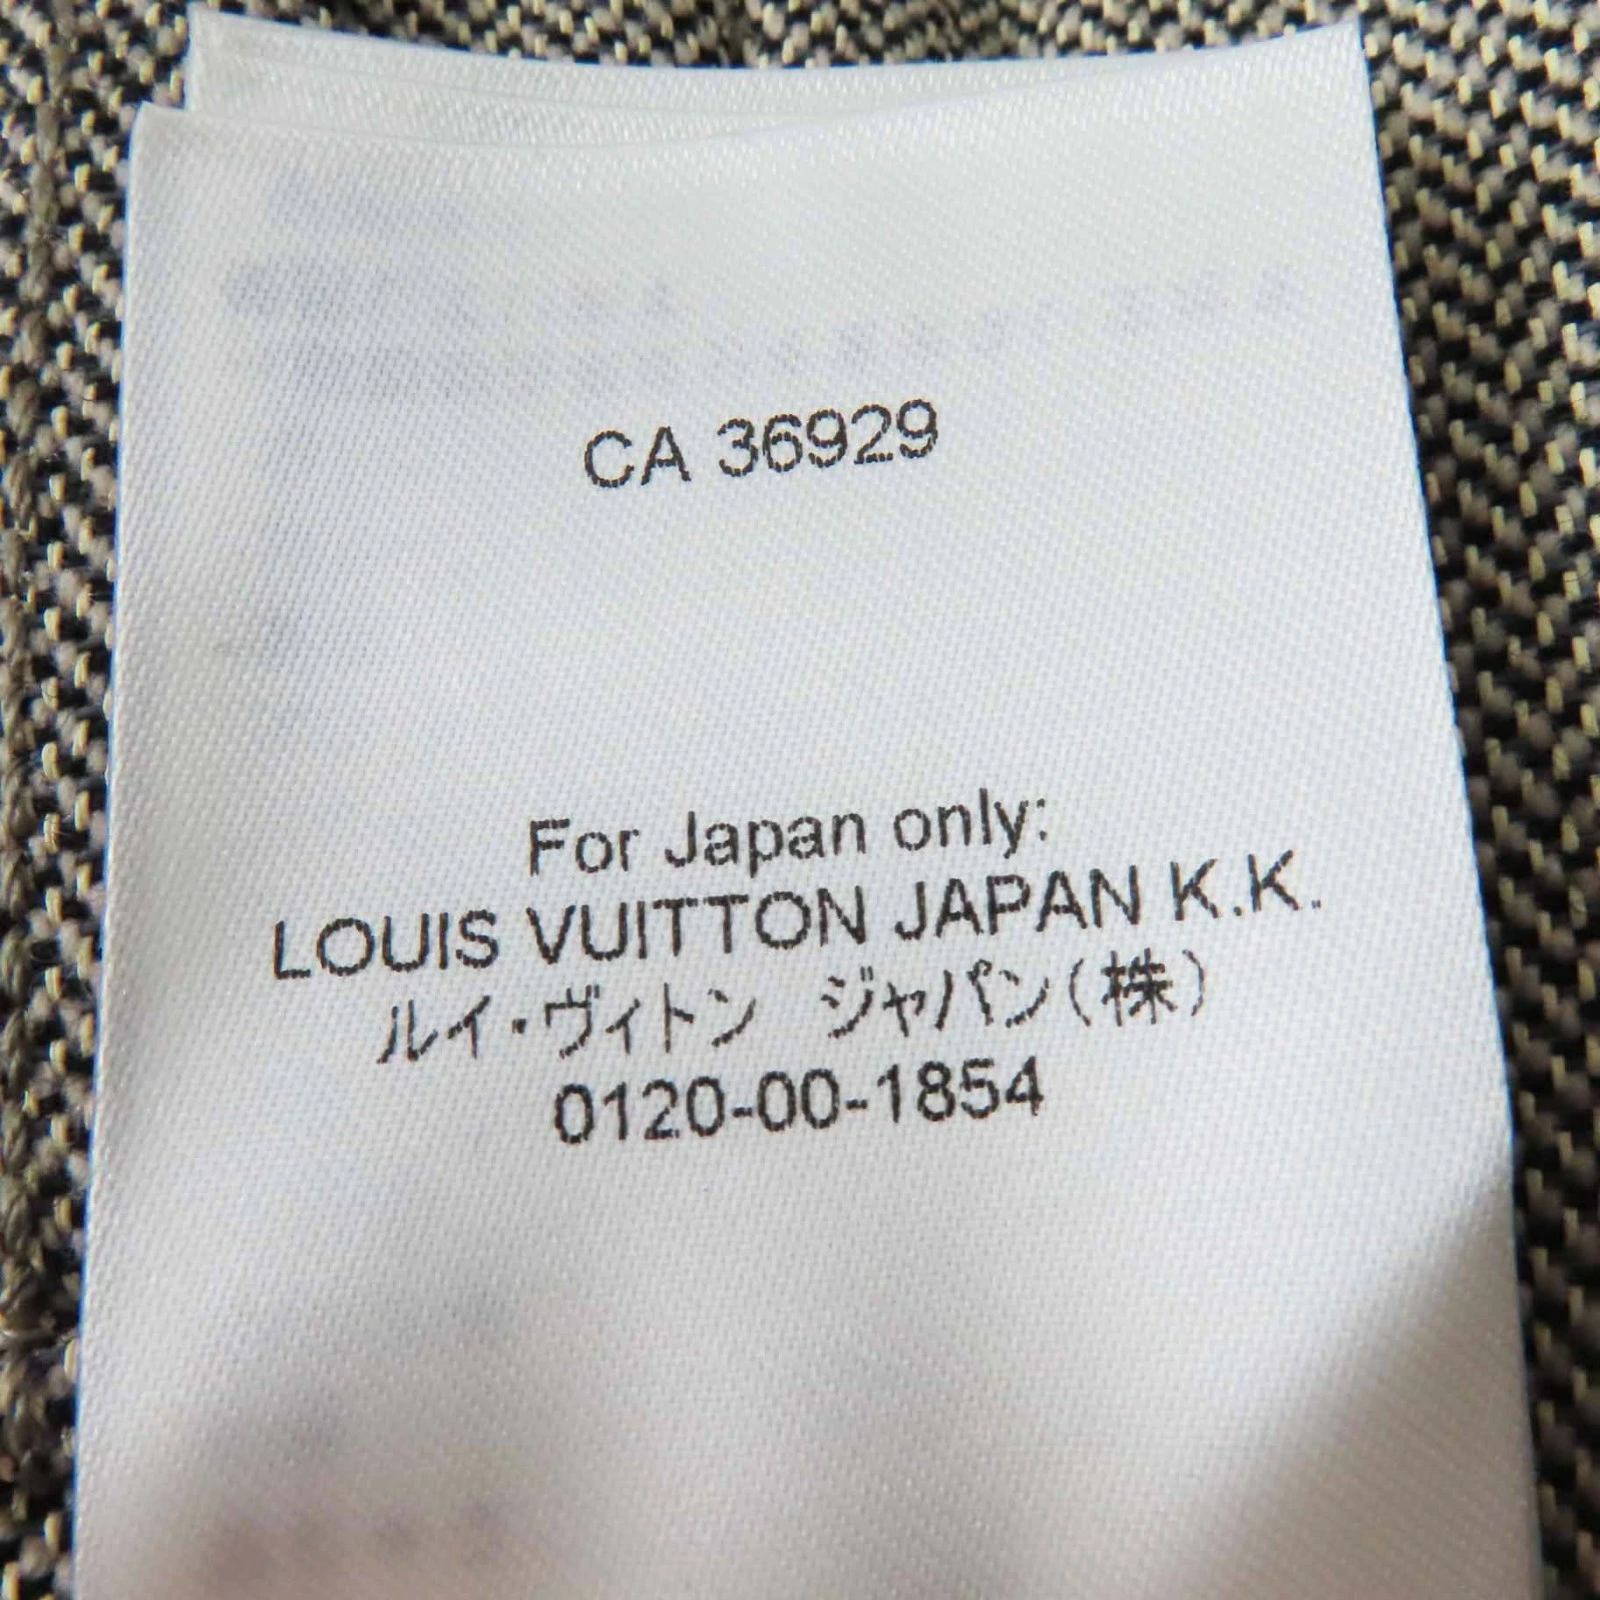 CA 36929
For Japan only:
LOUIS VUITTON JAPAN K.K.
ルイ・ヴィトン ジャパン(株)
0120-00-1854